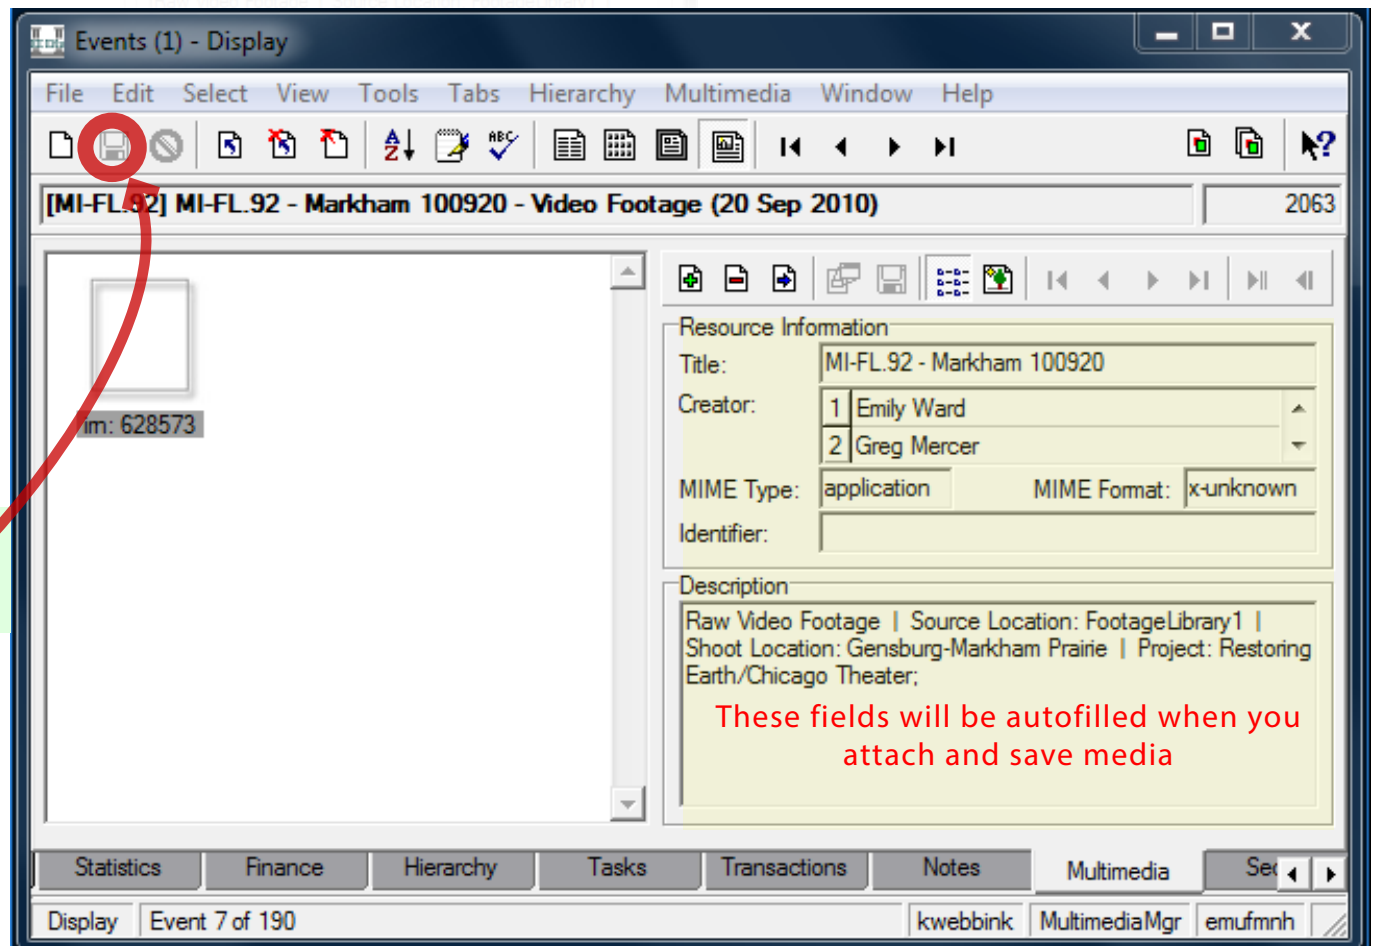 Events (1) - Display
File Edit Select View Tools Tabs Hierarchy Multimedia Window Help
[MI-FL.92] MI-FL.92 - Markham 100920 - Video Footage (20 Sep 2010) 2063
im: 628573
Resource Information
Title: MI-FL.92 - Markham 100920
Creator: 1 Emily Ward
2 Greg Mercer
MIME Type: application MIME Format: x-unknown
Identifier:
Description
Raw Video Footage | Source Location: FootageLibrary1 |
Shoot Location: Gensburg-Markham Prairie | Project: Restoring
Earth/Chicago Theater;
These fields will be autofilled when you
attach and save media
Statistics Finance Hierarchy Tasks Transactions Notes Multimedia Sec
Display Event 7 of 190 kwebbink MultimediaMgr emufmnh